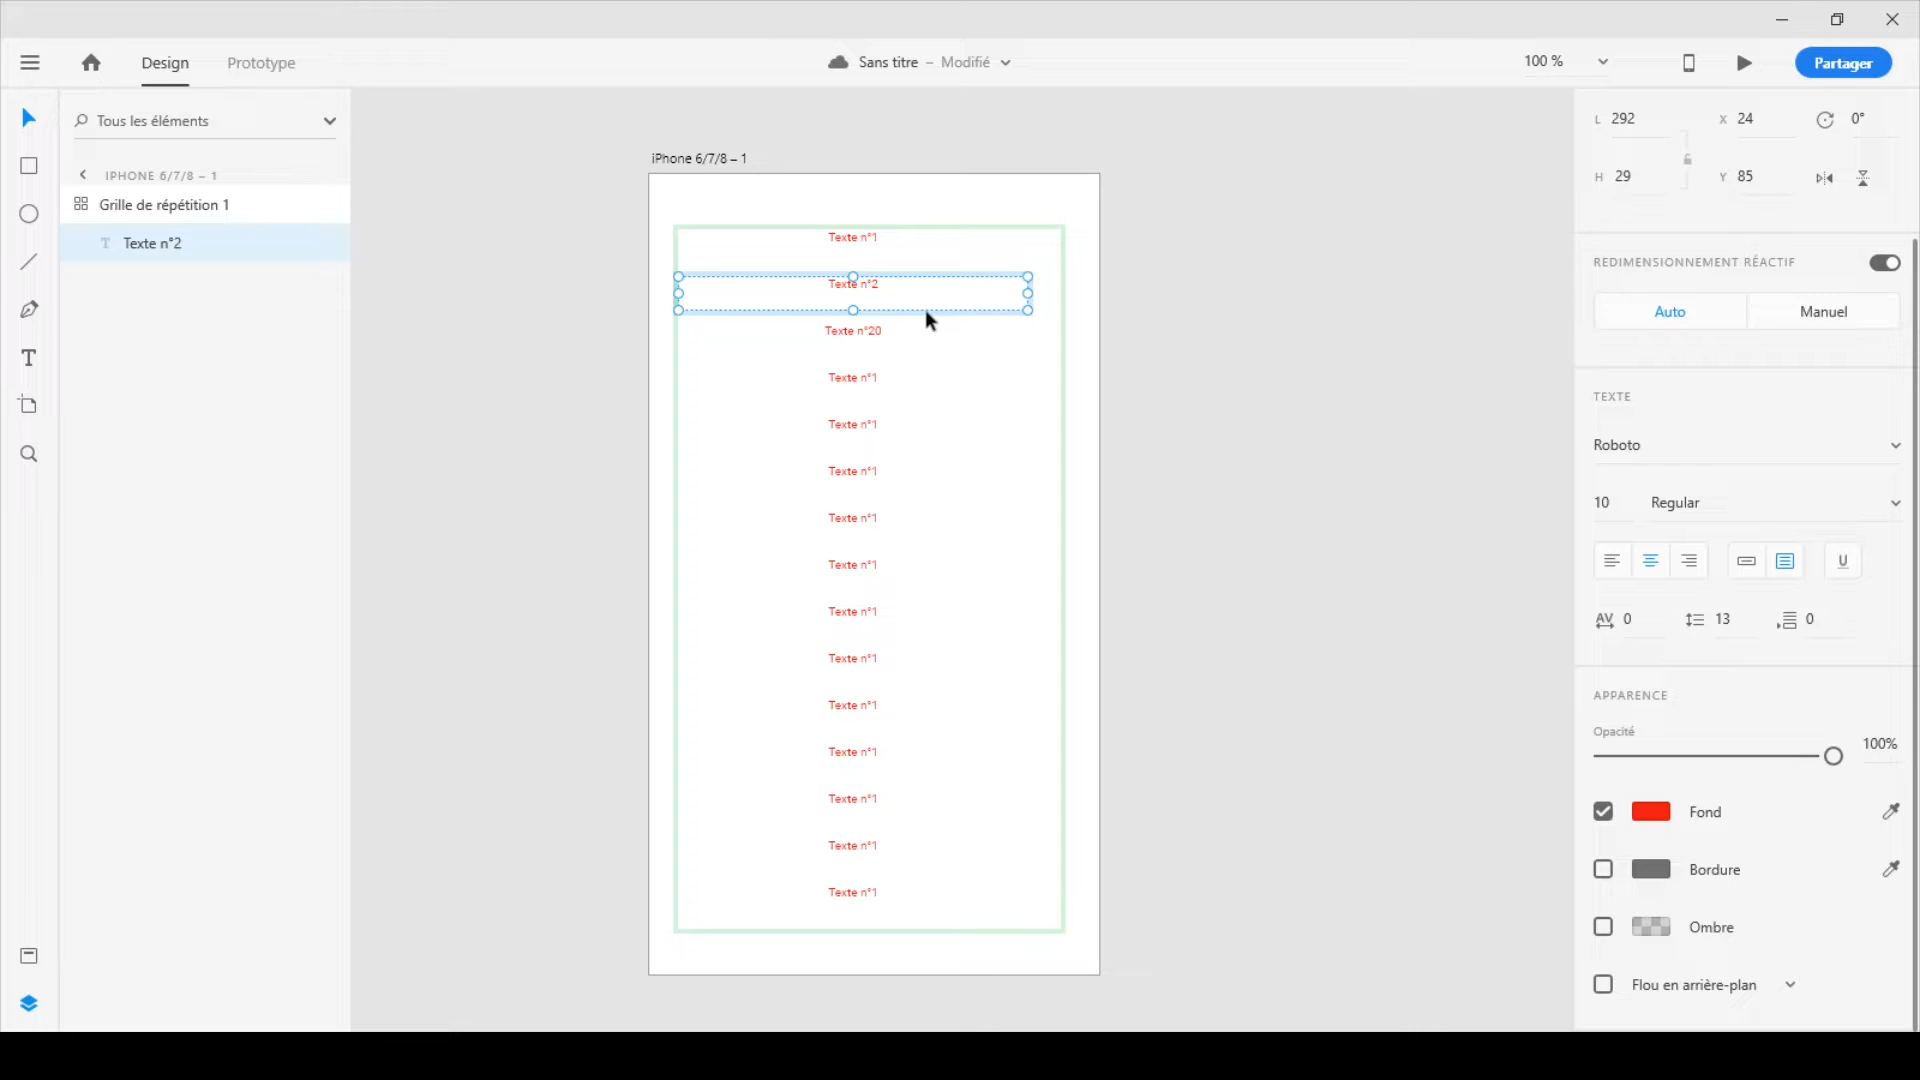 Design
Prototype
Sans titre – Modifié
100 %
Partager
Tous les éléments
IPHONE 6/7/8 – 1
Grille de répétition 1
T Texte n°2
iPhone 6/7/8 – 1
Texte n°1
Texte n°2
Texte n°20
Texte n°1
Texte n°1
Texte n°1
Texte n°1
Texte n°1
Texte n°1
Texte n°1
Texte n°1
Texte n°1
Texte n°1
Texte n°1
Texte n°1
L 292
X 24
0°
H 29
Y 85
REDIMENSIONNEMENT RÉACTIF
Auto
Manuel
TEXTE
Roboto
10
Regular
U
AV 0
13
0
APPARENCE
Opacité
100%
Fond
Bordure
Ombre
Flou en arrière-plan
T